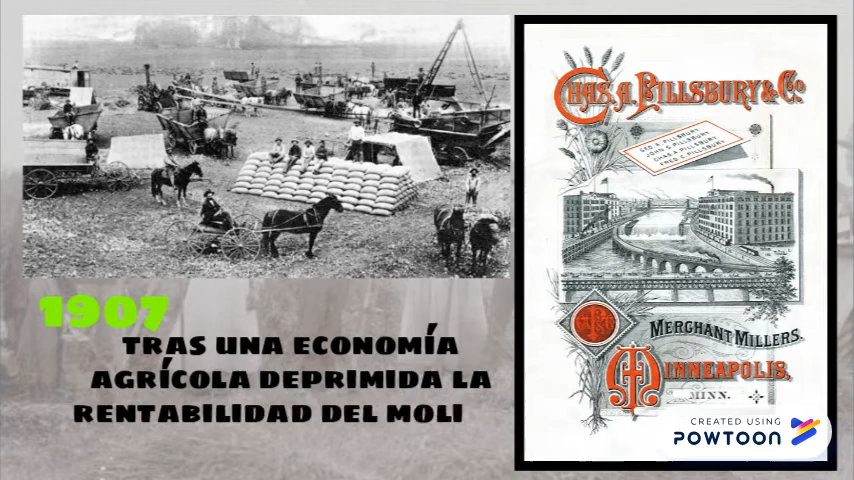 1907
TRAS UNA ECONOMÍA
AGRÍCOLA DEPRIMIDA LA
RENTABILIDAD DEL MOLI
CHAS. A. PILLSBURY & CO
GEO. A. PILLSBURY
JOHN S. PILLSBURY
CHAS. A. PILLSBURY
FRED C. PILLSBURY
MERCHANT MILLERS.
MINNEAPOLIS,
MINN.
CREATED USING
POWTOON